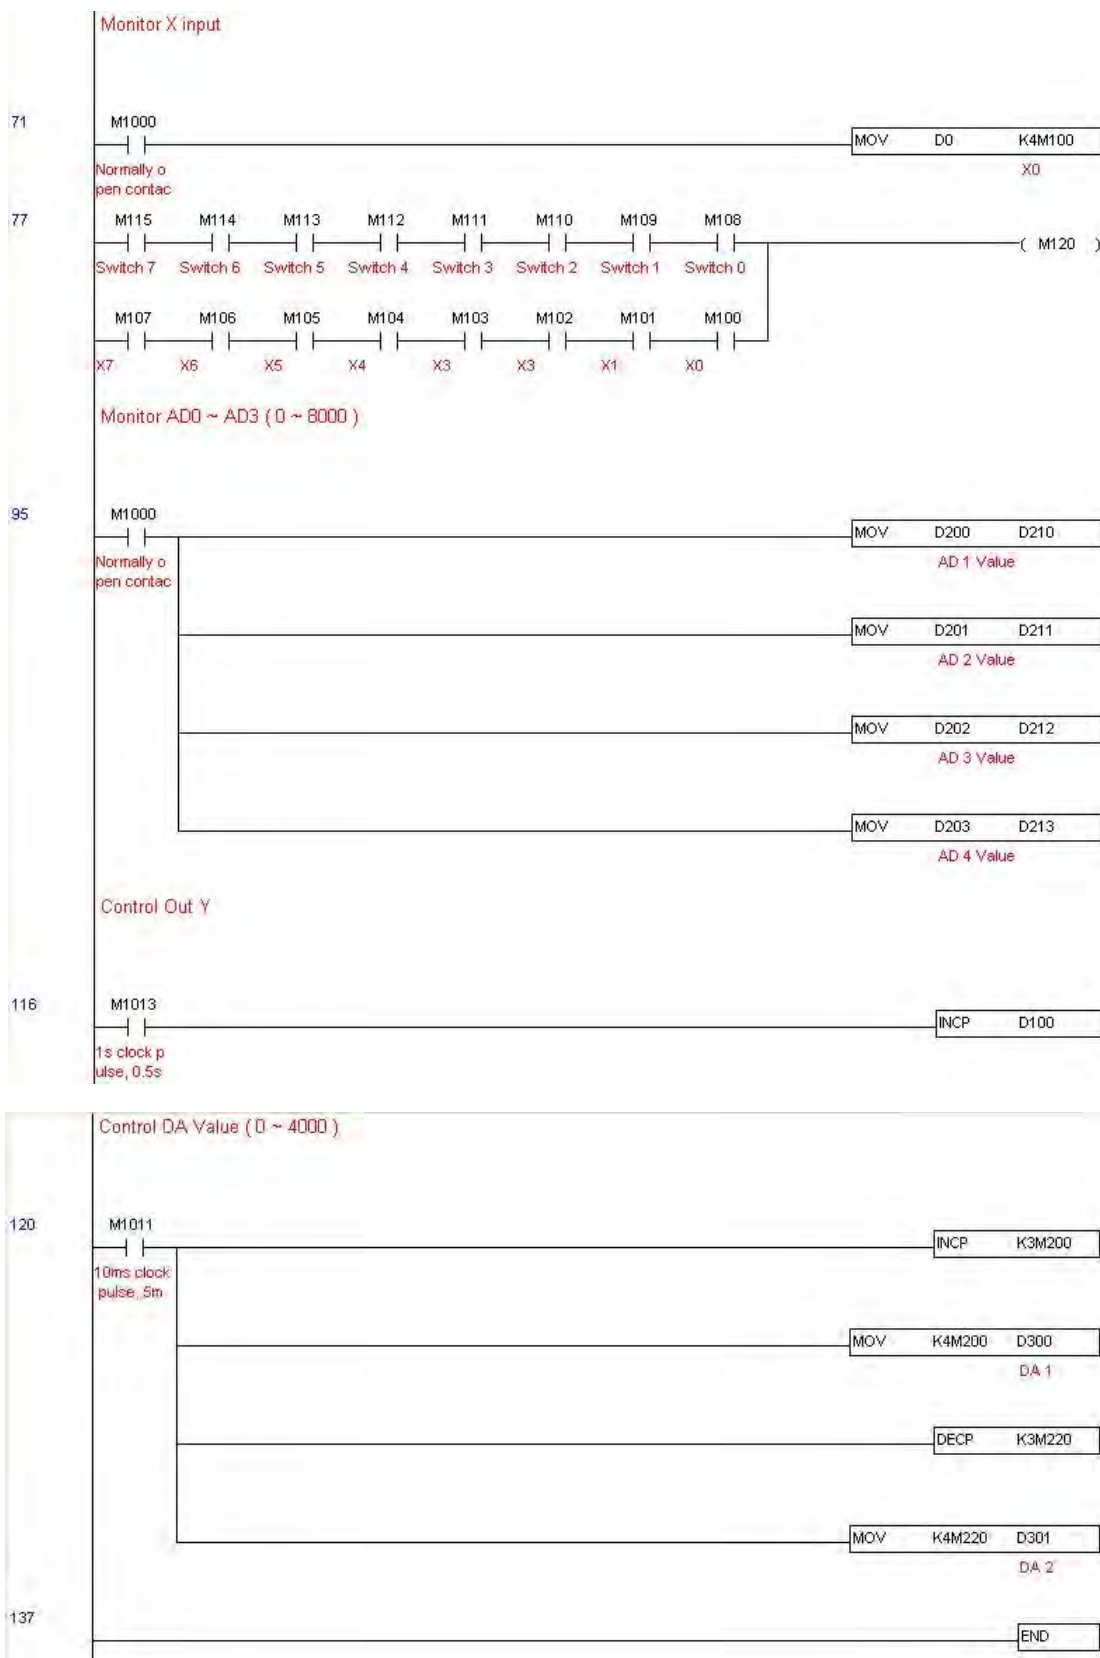 Monitor X input
71 M1000
MOV D0 K4M100
Normally o
pen contac
X0
77 M115 M114 M113 M112 M111 M110 M109 M108
( M120 )
Switch 7 Switch 6 Switch 5 Switch 4 Switch 3 Switch 2 Switch 1 Switch 0
M107 M106 M105 M104 M103 M102 M101 M100
X7 X6 X5 X4 X3 X3 X1 X0
Monitor AD0 ~ AD3 ( 0 ~ 8000 )
95 M1000
MOV D200 D210
Normally o
pen contac
AD 1 Value
MOV D201 D211
AD 2 Value
MOV D202 D212
AD 3 Value
MOV D203 D213
AD 4 Value
Control Out Y
116 M1013
INCP D100
1s clock p
ulse, 0.5s
Control DA Value ( 0 ~ 4000 )
120 M1011
INCP K3M200
10ms clock
pulse, 5m
MOV K4M200 D300
DA 1
DECP K3M220
MOV K4M220 D301
DA 2
137
END